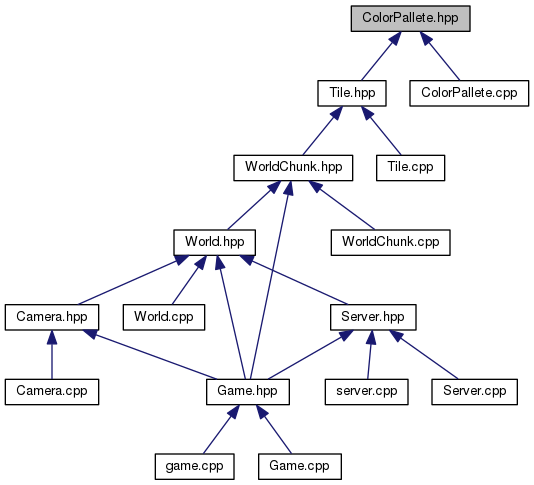 ColorPallete.hpp
Tile.hpp
ColorPallete.cpp
WorldChunk.hpp
Tile.cpp
World.hpp
WorldChunk.cpp
Camera.hpp
World.cpp
Server.hpp
Camera.cpp
Game.hpp
server.cpp
Server.cpp
game.cpp
Game.cpp